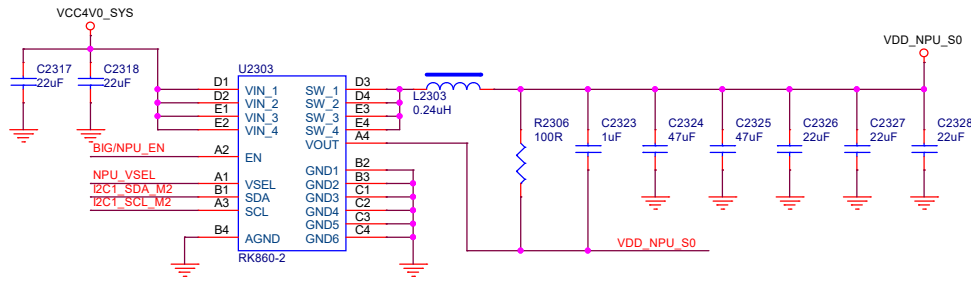 VCC4V0_SYS
VDD_NPU_S0
C2317
22uF
C2318
22uF
U2303
D1 VIN_1 SW_1 D3
D2 VIN_2 SW_2 D4
E1 VIN_3 SW_3 E3
E2 VIN_4 SW_4 E4
VOUT A4
L2303
0.24uH
R2306
100R
C2323
1uF
C2324
47uF
C2325
47uF
C2326
22uF
C2327
22uF
C2328
22uF
BIG/NPU_EN A2 EN
GND1 B2
NPU_VSEL A1 VSEL GND2 B3
I2C1_SDA_M2 B1 SDA GND3 C1
I2C1_SCL_M2 A3 SCL GND4 C2
GND5 C3
B4 AGND GND6 C4
RK860-2
VDD_NPU_S0